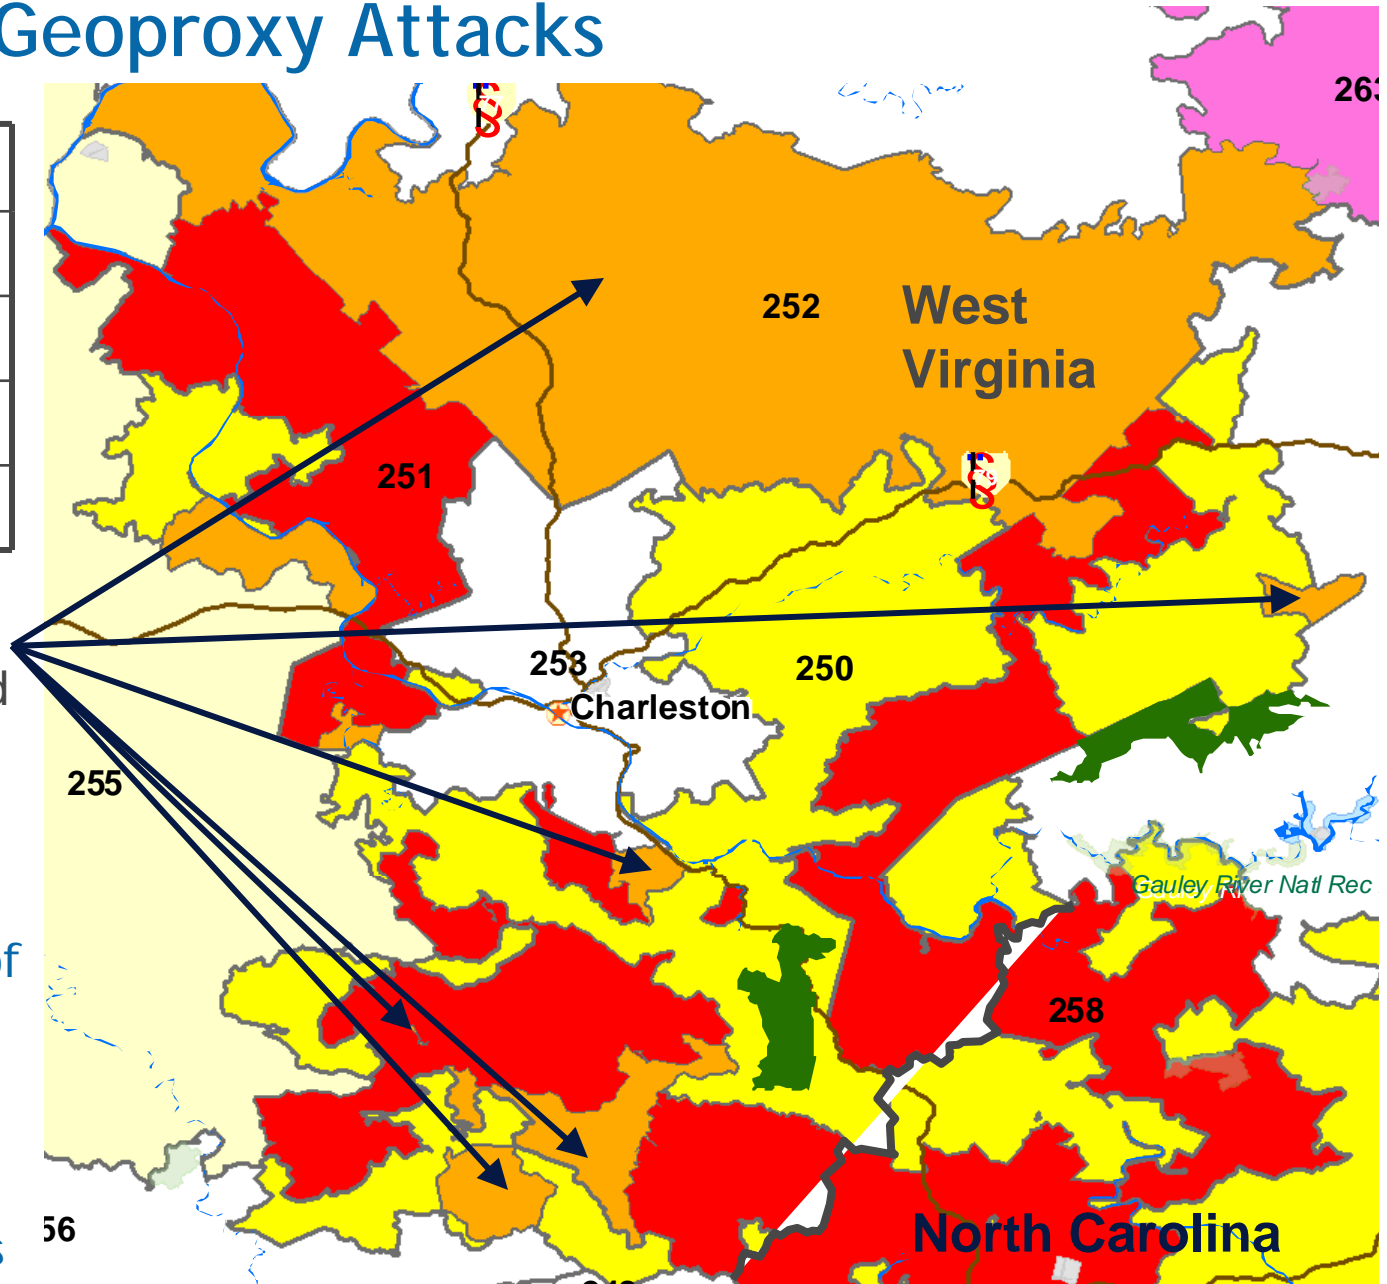 Geoproxy Attacks
263
252
West
Virginia
251
253
250
Charleston
d
255
Gauley River Natl Rec
of
258
56
North Carolina
s